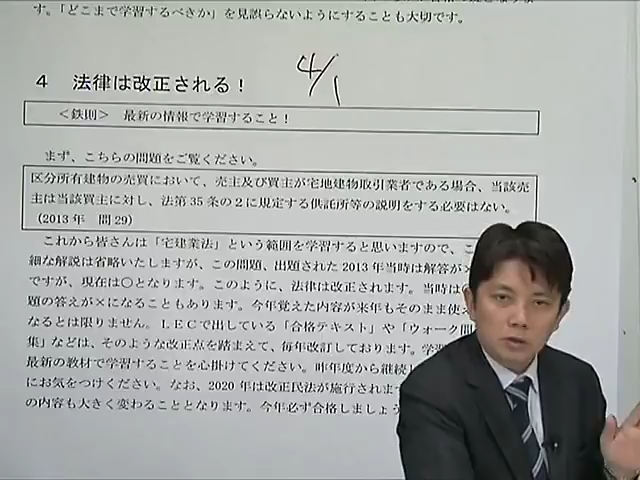 す。「どこまで学習するべきか」を見誤らないようにすることも大切です。
4 法律は改正される！
4/1
＜鉄則＞ 最新の情報で学習すること！
まず、こちらの問題をご覧ください。
区分所有建物の売買において、売主及び買主が宅地建物取引業者である場合、当該売
主は当該買主に対し、法第35条の2に規定する供託所等の説明をする必要はない。
（2013年 問29）
これから皆さんは「宅建業法」という範囲を学習すると思いますので、
細な解説は省略いたしますが、この問題、出題された2013年当時は解答が
ですが、現在は○となります。このように、法律は改正されます。当時は
題の答えが×になることもあります。今年覚えた内容が来年もそのまま使
なるとは限りません。LECで出している「合格テキスト」や「ウォーク問
集」などは、そのような改正点を踏まえて、毎年改訂しております。学習
最新の教材で学習することを心掛けてください。昨年度から継続し
にお気をつけください。なお、2020年は改正民法が施行されます
の内容も大きく変わることとなります。今年必ず合格しましょう